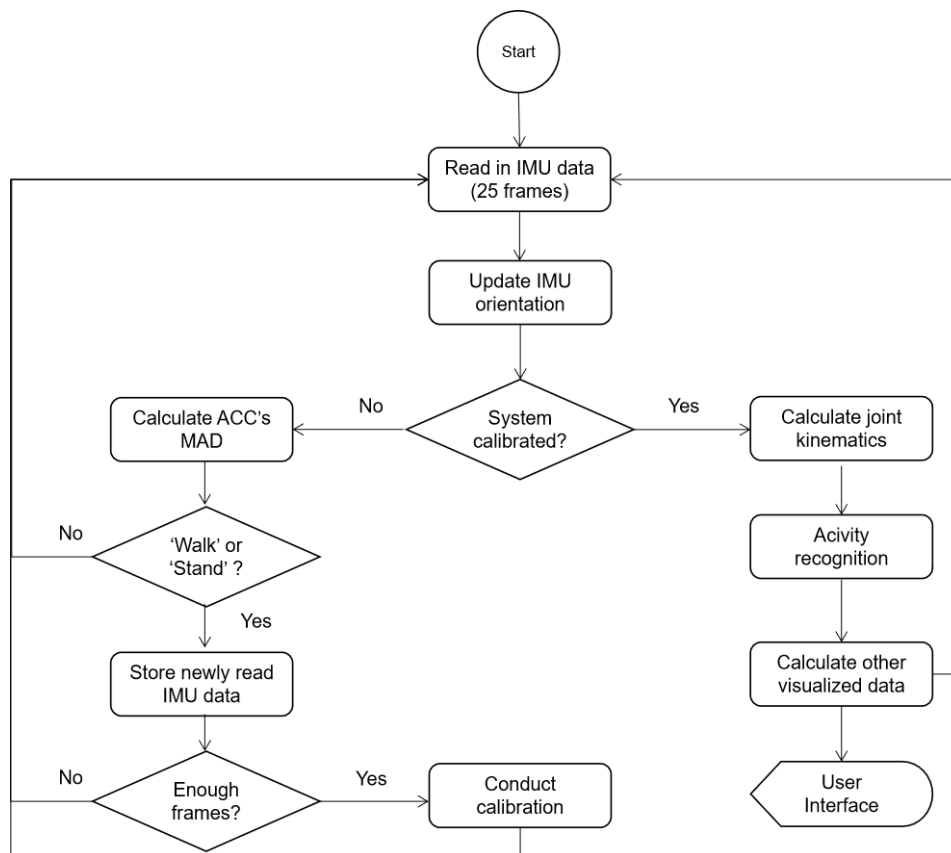 Start
Read in IMU data
(25 frames)
Update IMU
orientation
No
System
calibrated?
Yes
Calculate ACC's
MAD
Calculate joint
kinematics
No
‘Walk’ or
‘Stand’ ?
Yes
Acivity
recognition
Store newly read
IMU data
Calculate other
visualized data
No
Enough
frames?
Yes
Conduct
calibration
User
Interface